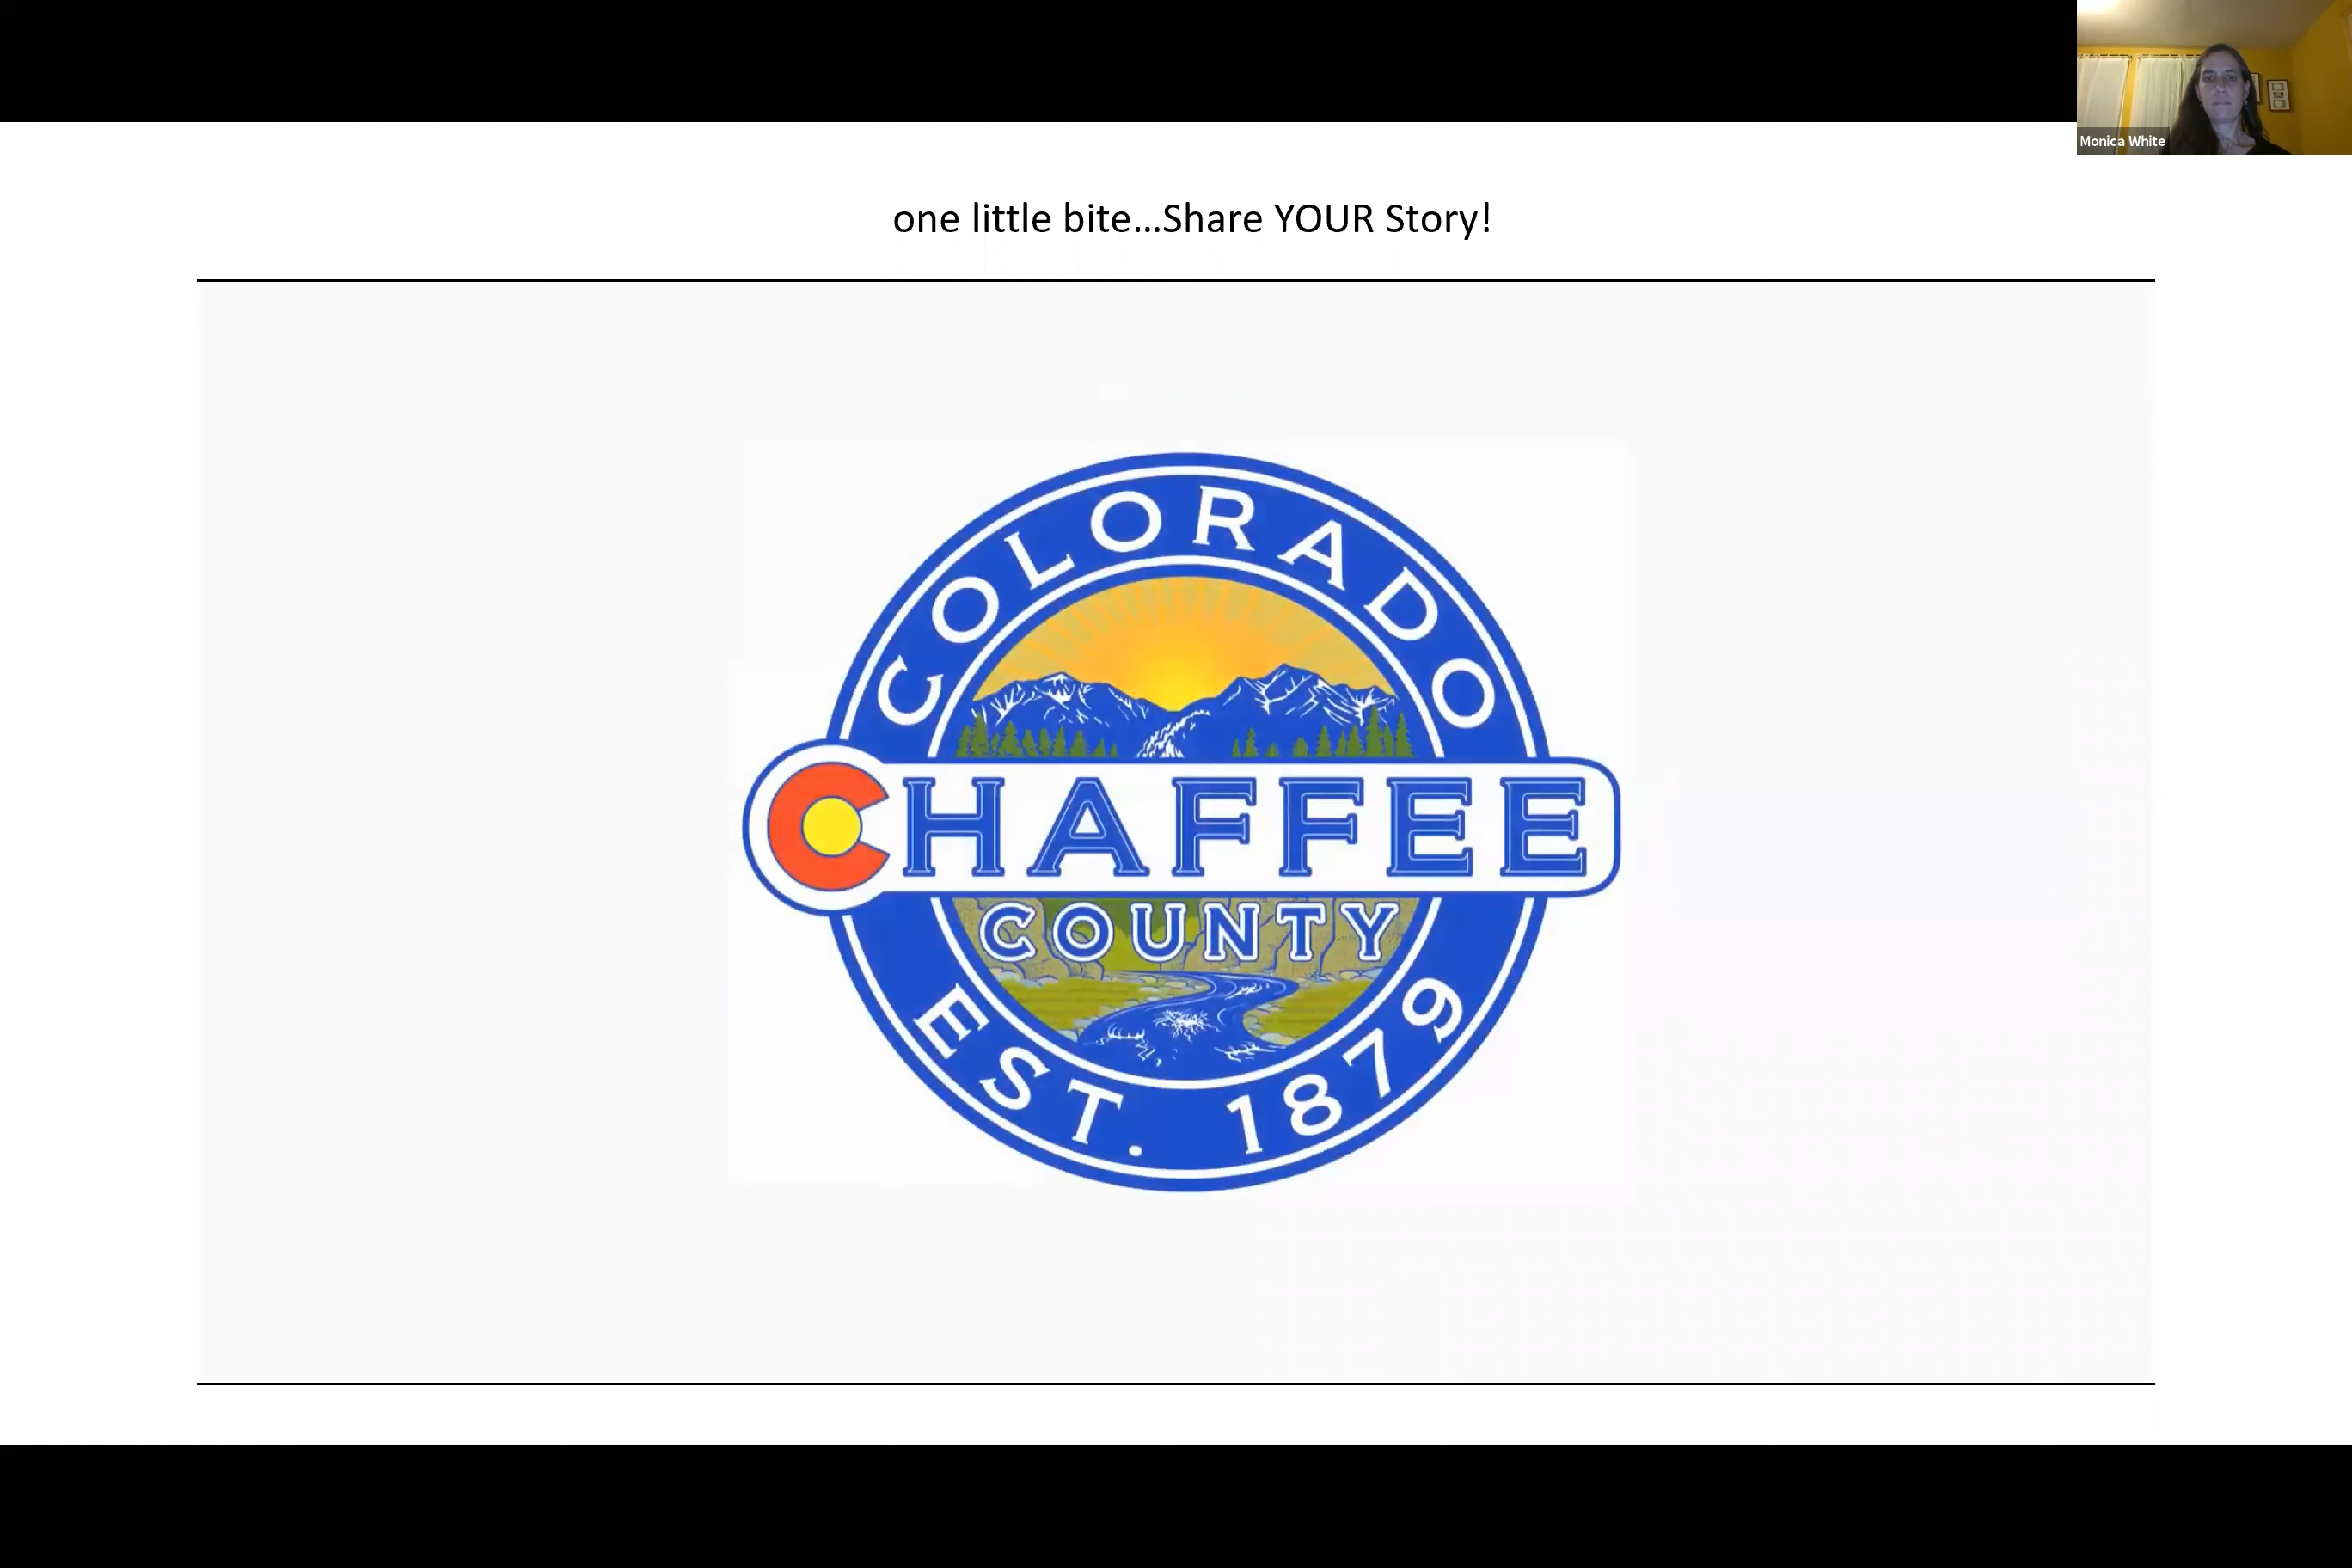 Monica White
one little bite...Share YOUR Story!
COLORADO
CHAFFEE
COUNTY
EST. 1879